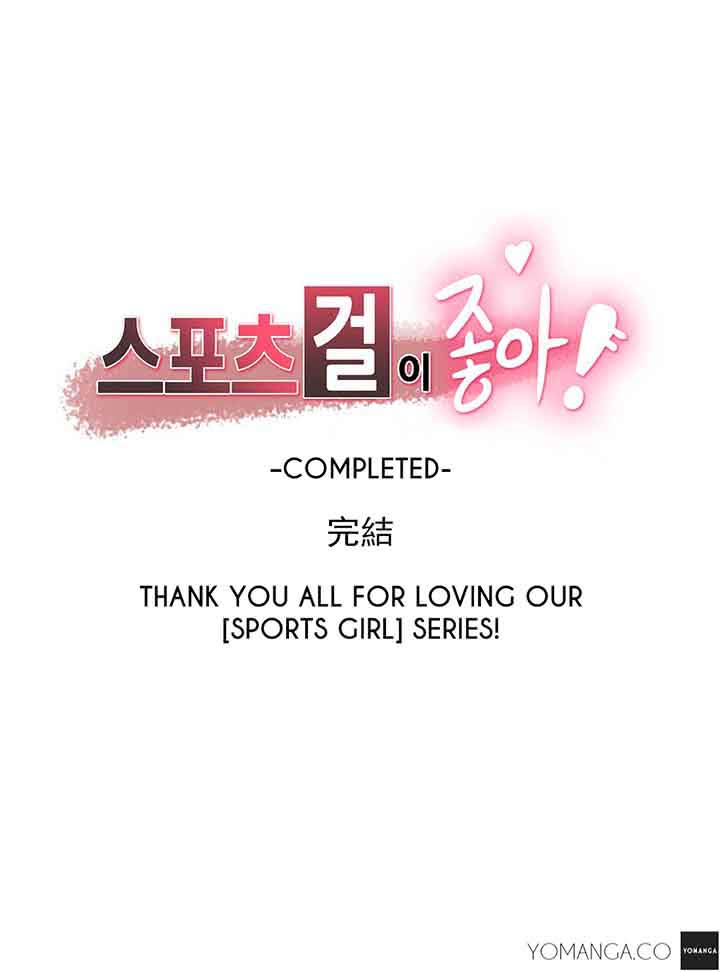 스포츠걸이 좋아!
-COMPLETED-
完結
THANK YOU ALL FOR LOVING OUR
[SPORTS GIRL] SERIES!
YOMANGA.CO YOMANGA